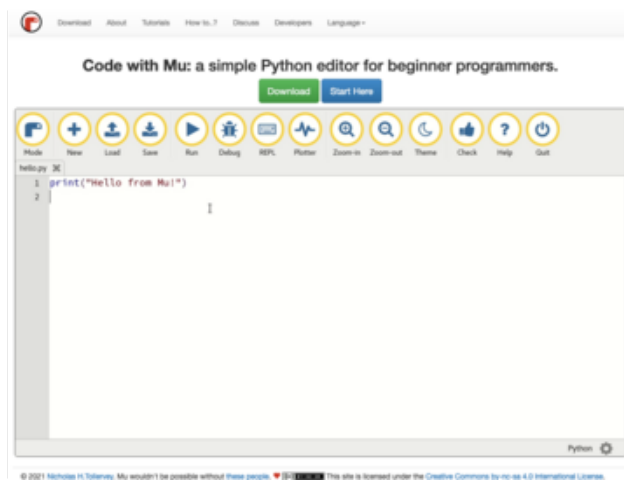 Download About Tutorials How to..? Discuss Developers Language
Code with Mu: a simple Python editor for beginner programmers.
Download Start Here
Mode New Load Save Run Debug REPL Plotter Zoom-in Zoom-out Theme Check Help Quit
hello.py
1 print("Hello from Mu!")
2
Python
© 2021 Nicholas H.Tollervey. Mu wouldn't be possible without these people. This site is licensed under the Creative Commons by-nc-sa 4.0 International License.